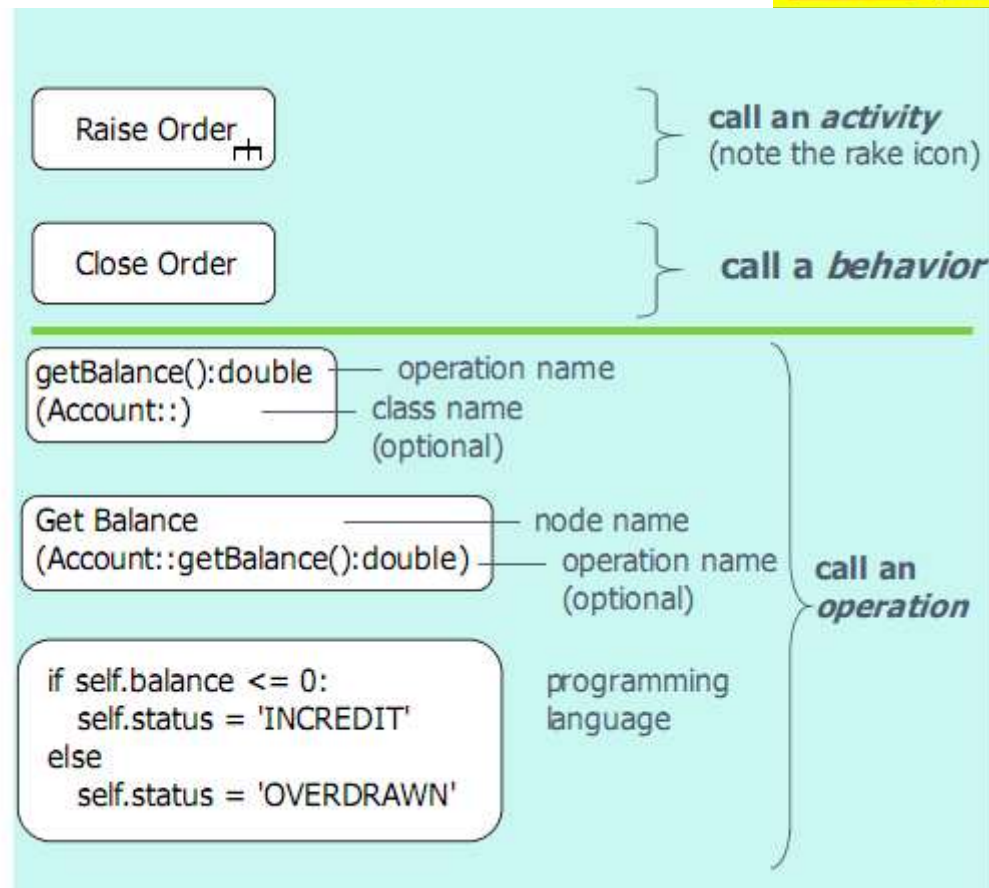 Raise Order
call an activity
(note the rake icon)
Close Order
call a behavior
getBalance():double
operation name
(Account::)
class name
(optional)
Get Balance
node name
(Account::getBalance():double)
operation name
(optional)
call an
operation
if self.balance <= 0:
self.status = 'INCREDIT'
else
self.status = 'OVERDRAWN'
programming
language